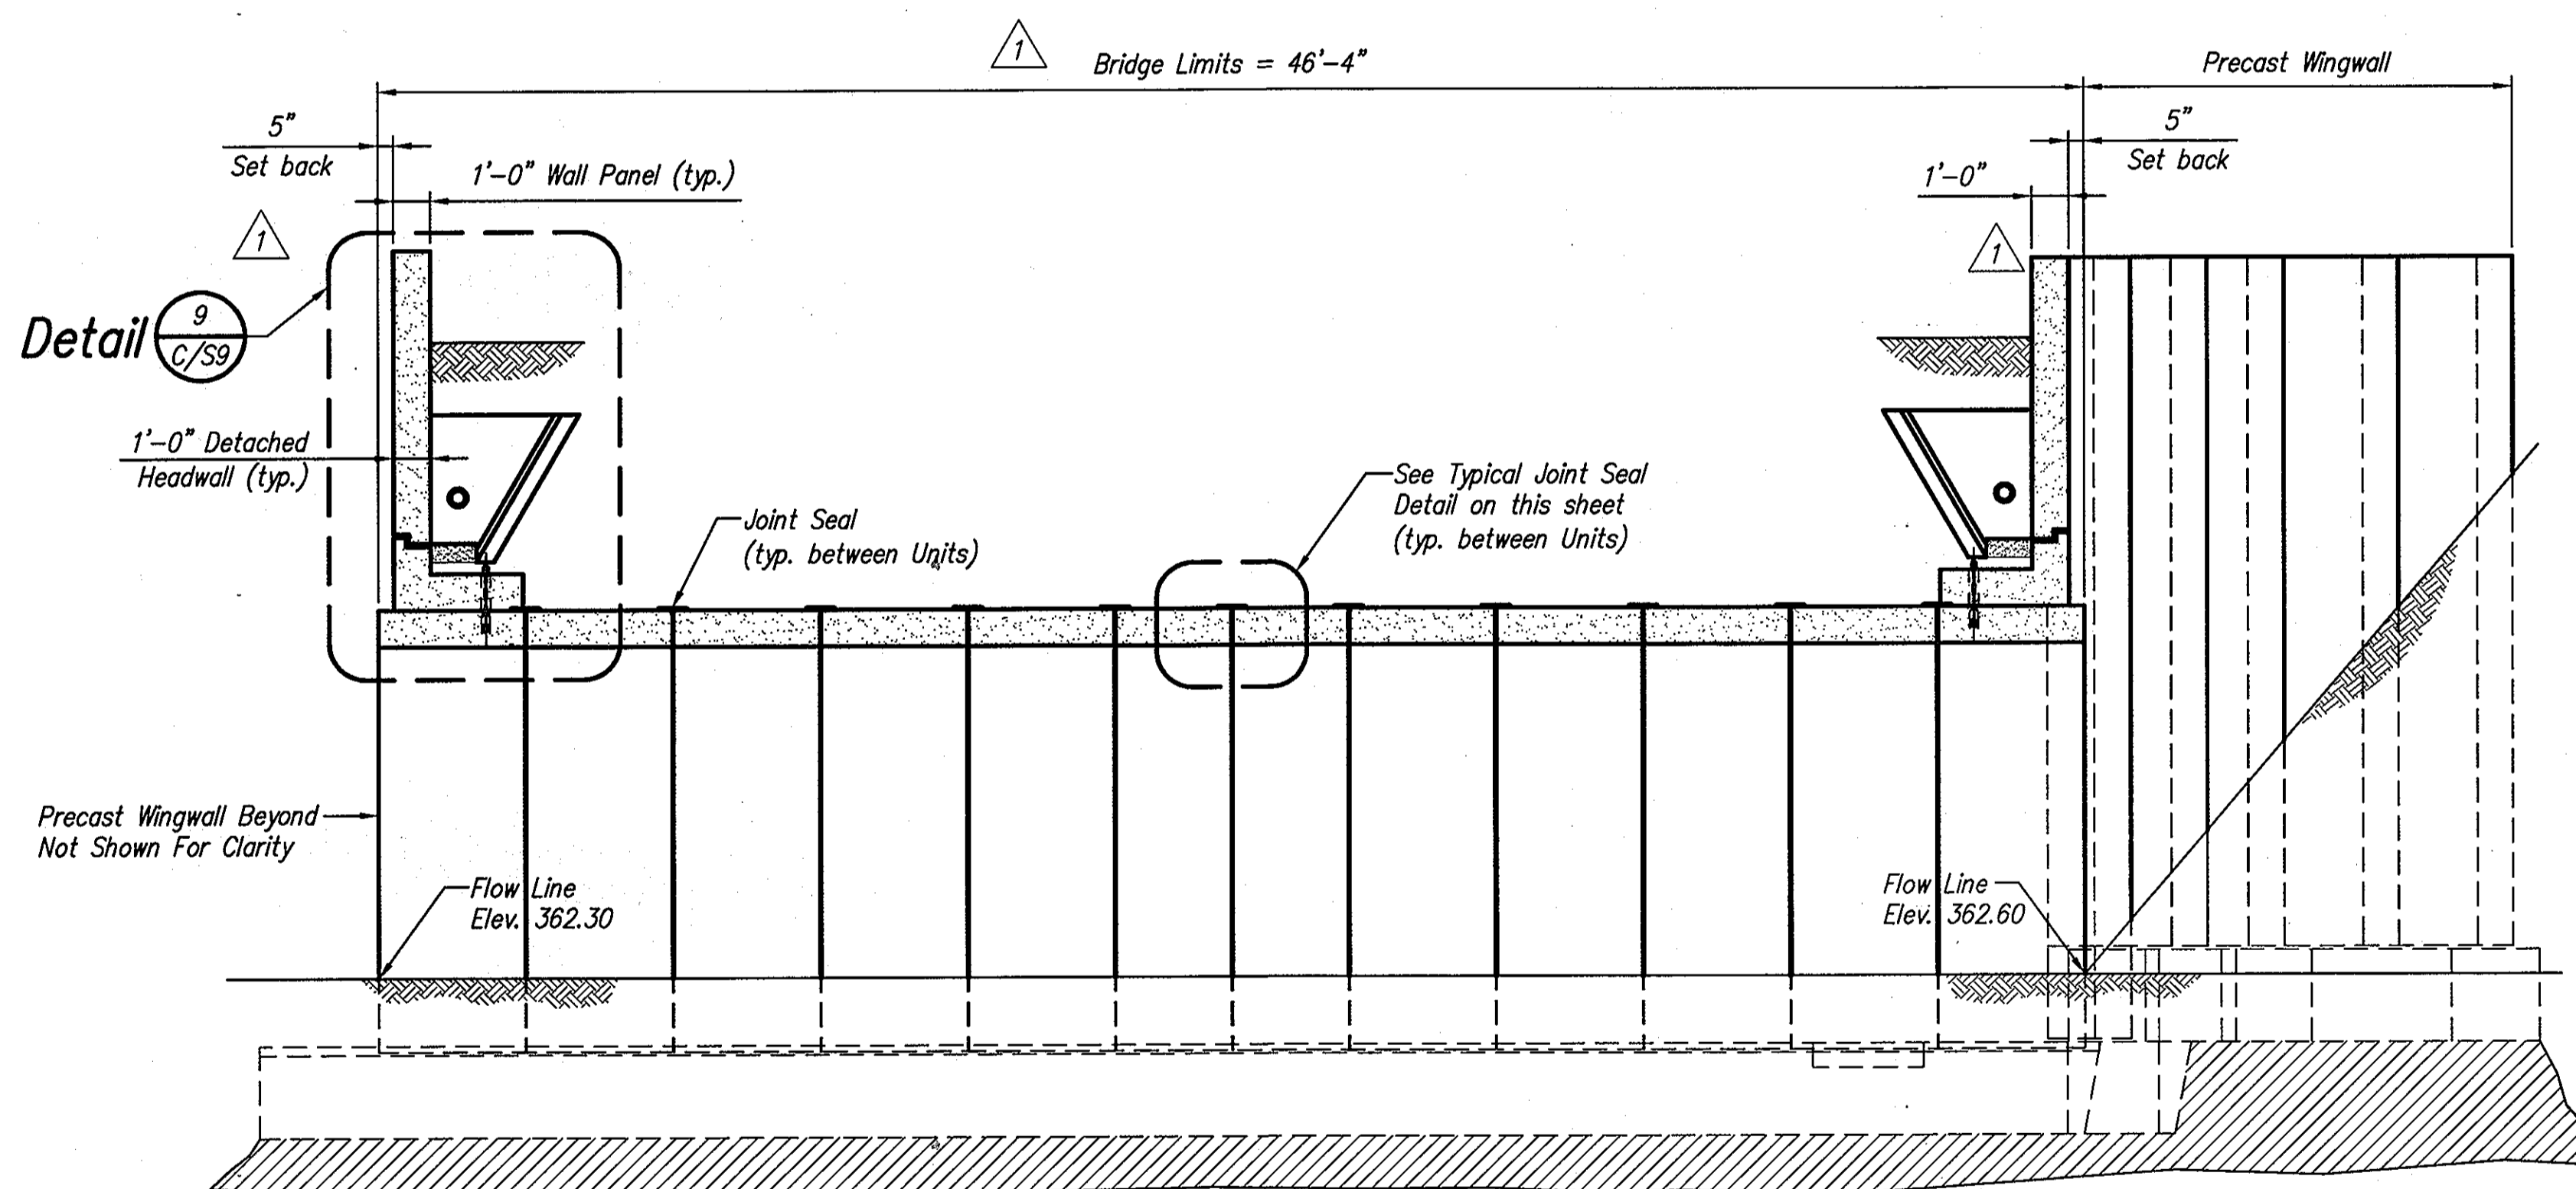 1
Bridge Limits = 46'-4"
Precast Wingwall
5"
Set back
1'-0" Wall Panel (typ.)
1'-0"
5"
Set back
1
1
Detail
9
C/S9
1'-0" Detached
Headwall (typ.)
Joint Seal
(typ. between Units)
See Typical Joint Seal
Detail on this sheet
(typ. between Units)
Precast Wingwall Beyond
Not Shown For Clarity
Flow Line
Elev. 362.30
Flow Line
Elev. 362.60